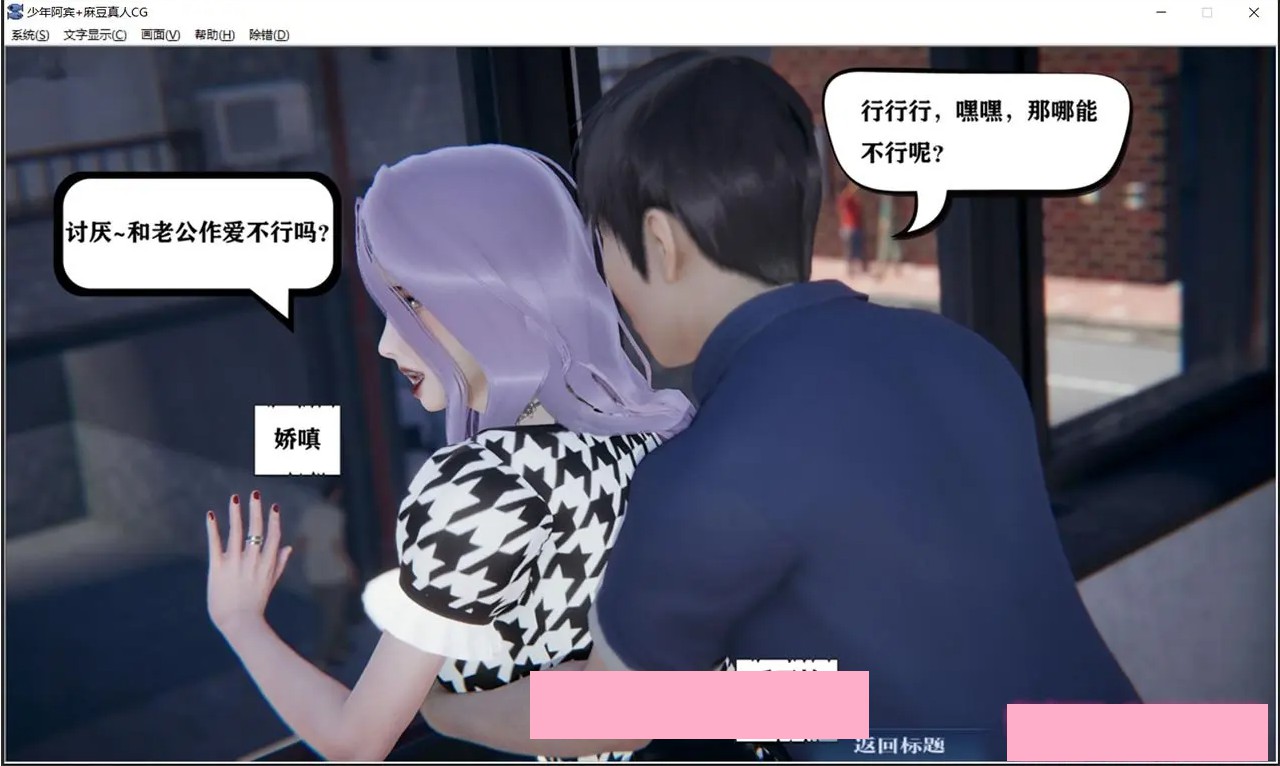 少年阿宾+麻豆真人CG
系统(S) 文字显示(C) 画面(V) 帮助(H) 除错(D)
行行行，嘿嘿，那哪能
不行呢？
讨厌~和老公作爱不行吗？
娇嗔
返回标题